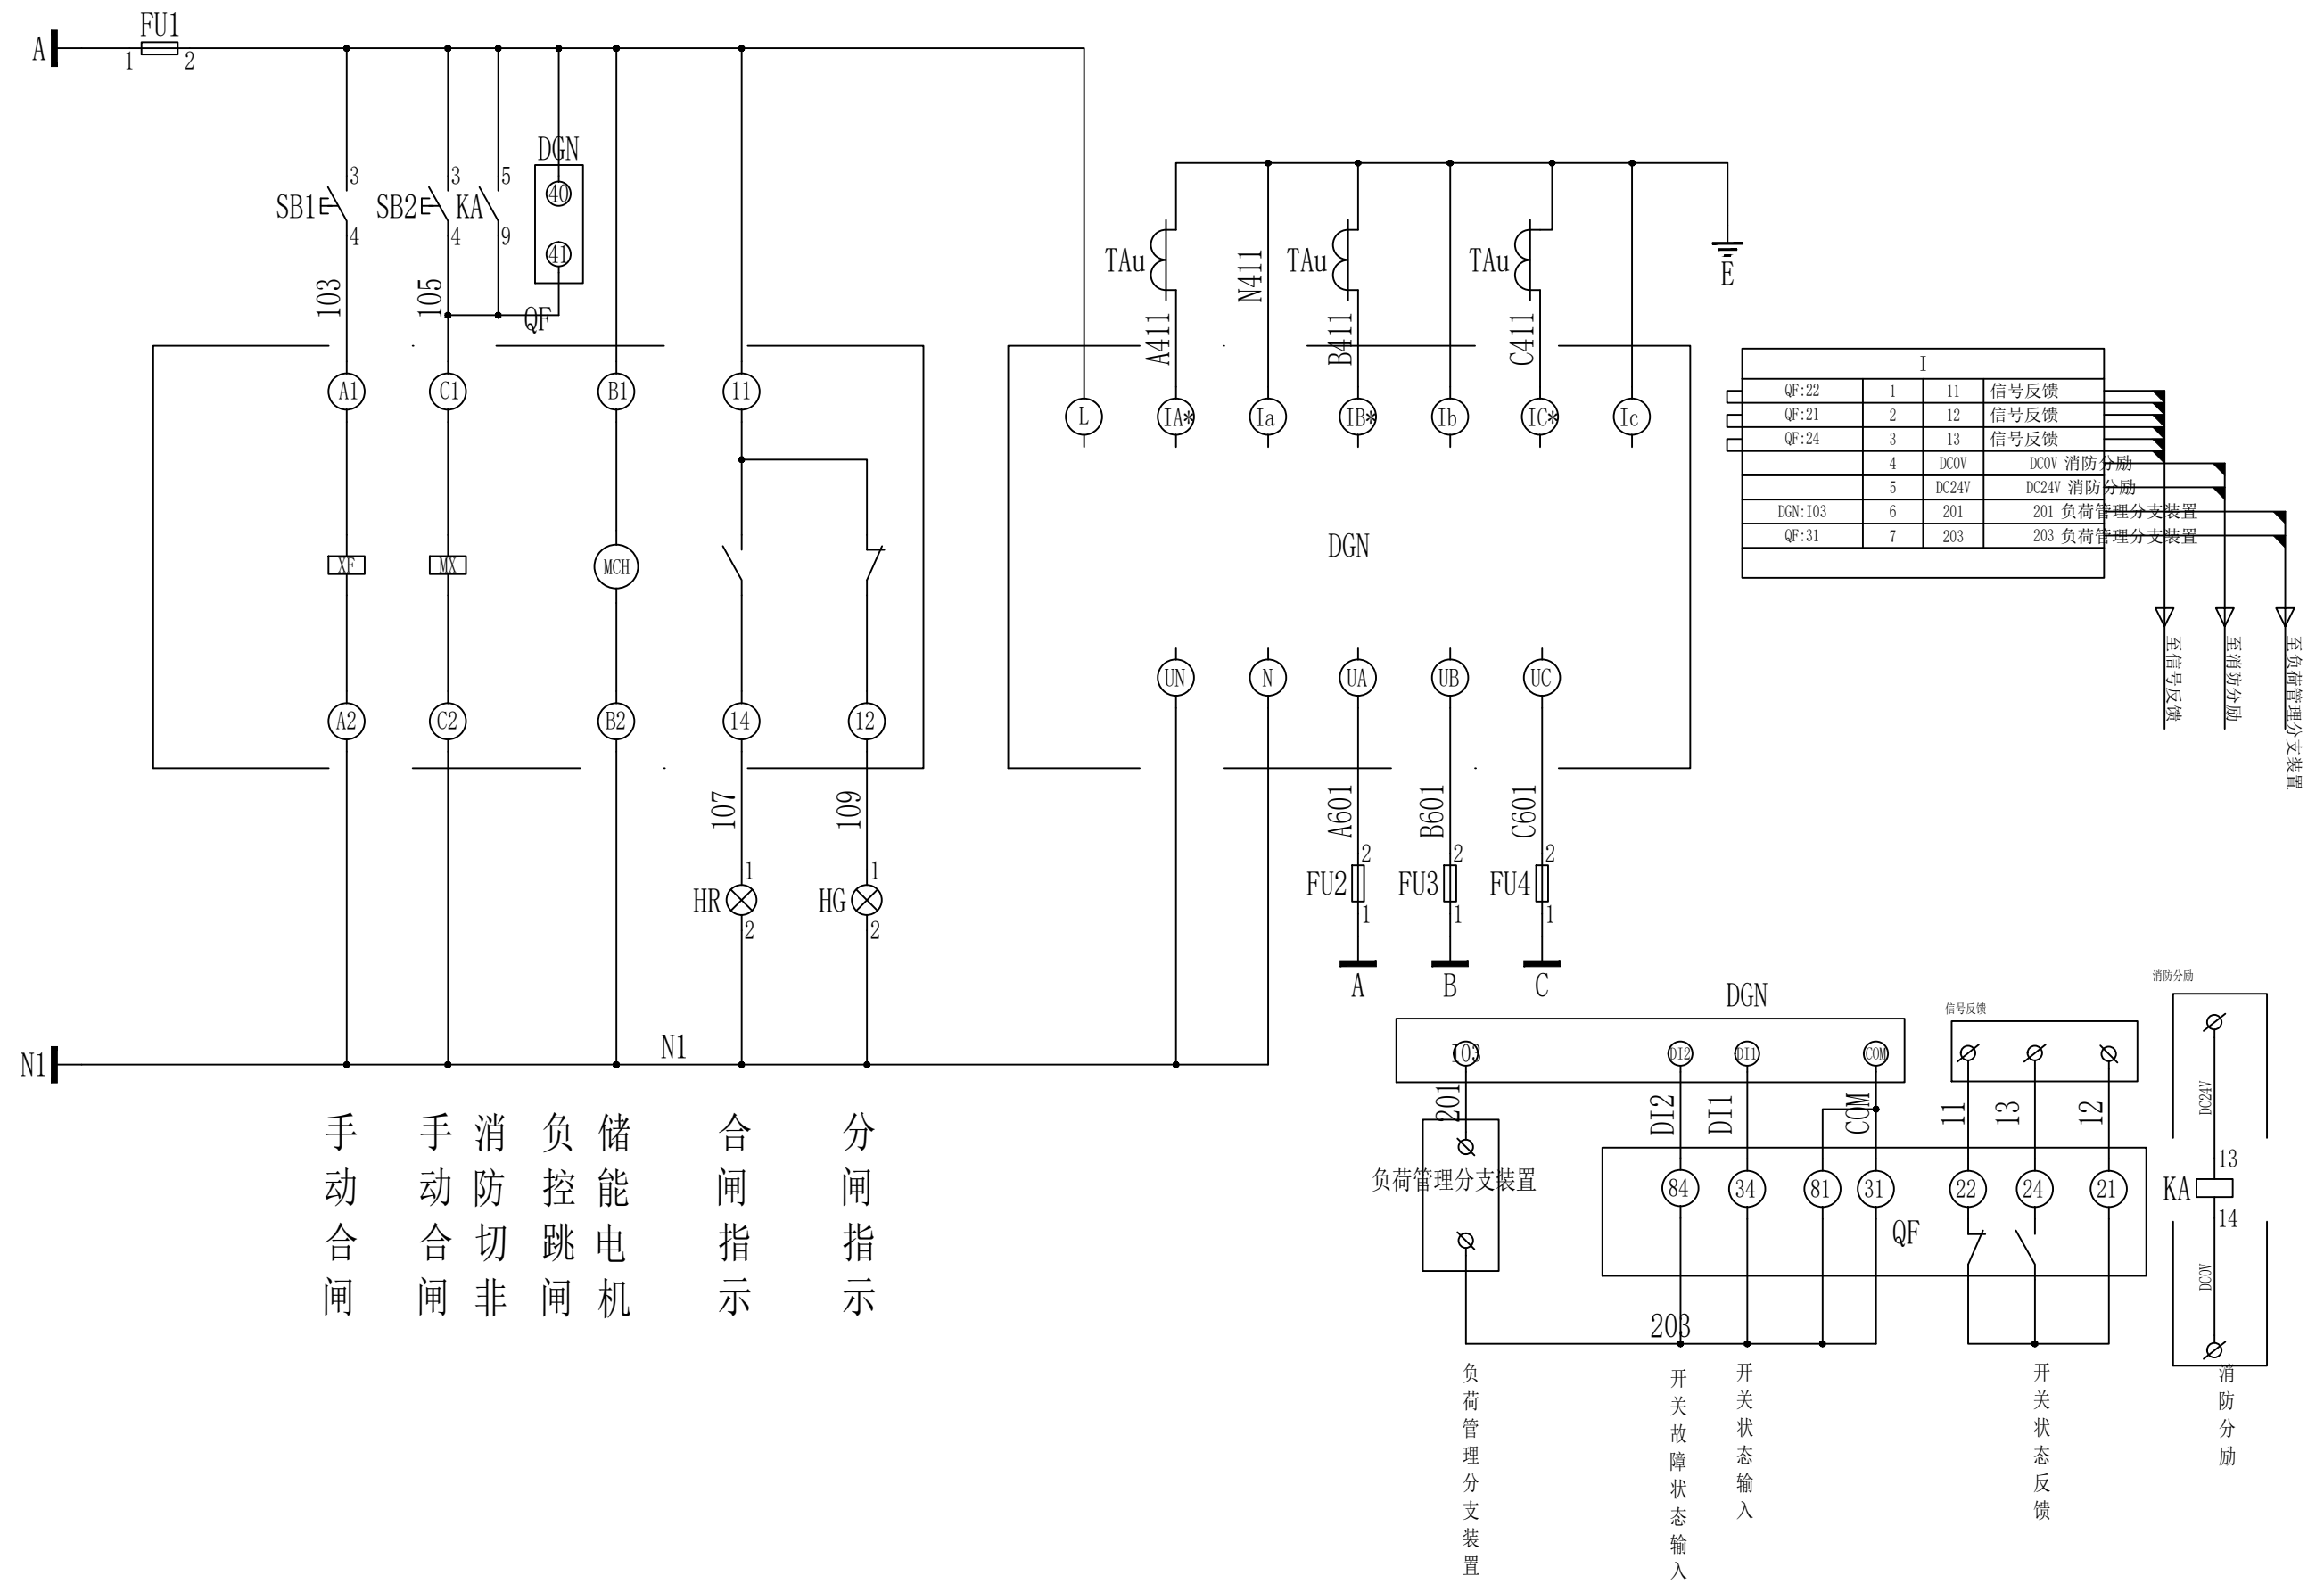 FU1
A
1
2
DGN
40
41
3
SB1
4
3
SB2
4
KA
5
9
103
105
QF
A1
C1
B1
11
XF
MX
MCH
A2
C2
B2
14
12
107
109
1
HR
2
1
HG
2
N1
N1
手动合闸
手动合闸
消防切非
负控跳闸
储能电机
合闸指示
分闸指示
TAu
TAu
TAu
E
A411
N411
B411
C411
L
IA*
Ia
IB*
Ib
IC*
Ic
DGN
UN
N
UA
UB
UC
A601
B601
C601
2
FU2
1
2
FU3
1
2
FU4
1
A
B
C
I
QF:22 1 11 信号反馈
QF:21 2 12 信号反馈
QF:24 3 13 信号反馈
4 DC0V DC0V 消防分励
5 DC24V DC24V 消防分励
DGN:I03 6 201 201 负荷管理分支装置
QF:31 7 203 203 负荷管理分支装置
至信号反馈
至消防分励
至负荷管理分支装置
DGN
I03
DI2
DI1
COM
201
DI2
DI1
COM
负荷管理分支装置
84
34
81
31
203
信号反馈
11
13
12
22
24
21
QF
消防分励
DC24V
13
KA
14
DC0V
负荷管理分支装置
开关故障状态输入
开关状态输入
开关状态反馈
消防分励